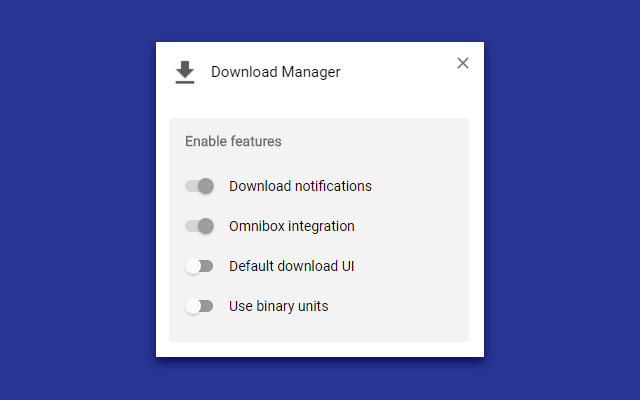 Download Manager
Enable features
Download notifications
Omnibox integration
Default download UI
Use binary units